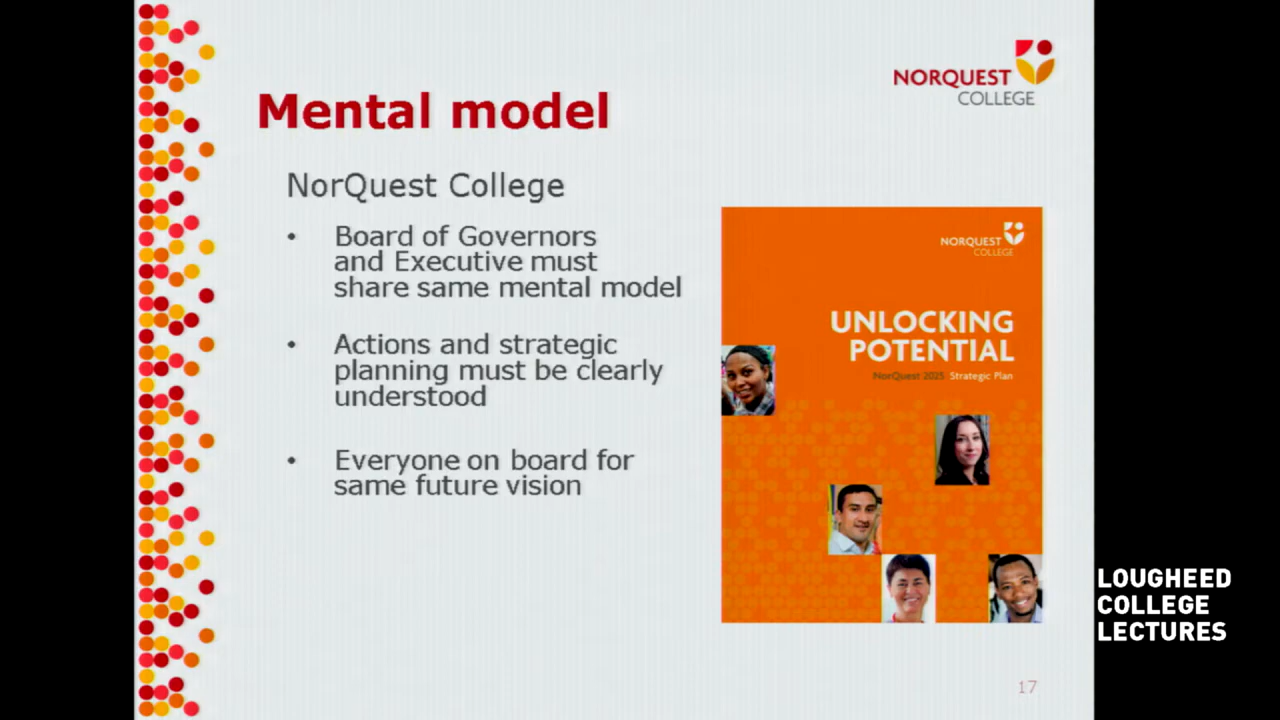 NORQUEST
COLLEGE
Mental model
NorQuest College
• Board of Governors
and Executive must
share same mental model
• Actions and strategic
planning must be clearly
understood
• Everyone on board for
same future vision
NORQUEST
COLLEGE
UNLOCKING
POTENTIAL
NorQuest 2025 Strategic Plan
LOUGHEED
COLLEGE
LECTURES
17